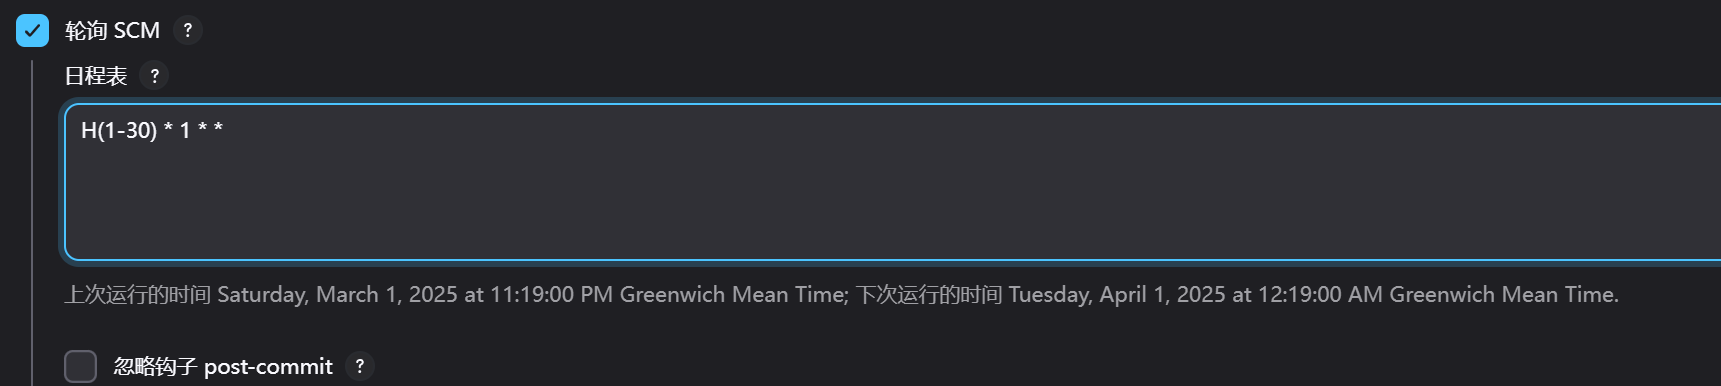 轮询 SCM ?
日程表 ?
H(1-30) * 1 * *
上次运行的时间 Saturday, March 1, 2025 at 11:19:00 PM Greenwich Mean Time; 下次运行的时间 Tuesday, April 1, 2025 at 12:19:00 AM Greenwich Mean Time.
忽略钩子 post-commit ?